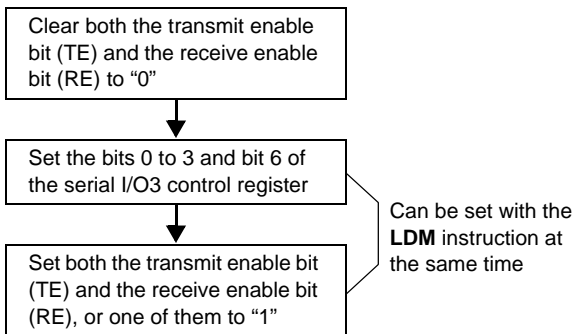 Clear both the transmit enable
bit (TE) and the receive enable
bit (RE) to “0”
Set the bits 0 to 3 and bit 6 of
the serial I/O3 control register
Can be set with the
LDM instruction at
the same time
Set both the transmit enable bit
(TE) and the receive enable bit
(RE), or one of them to “1”